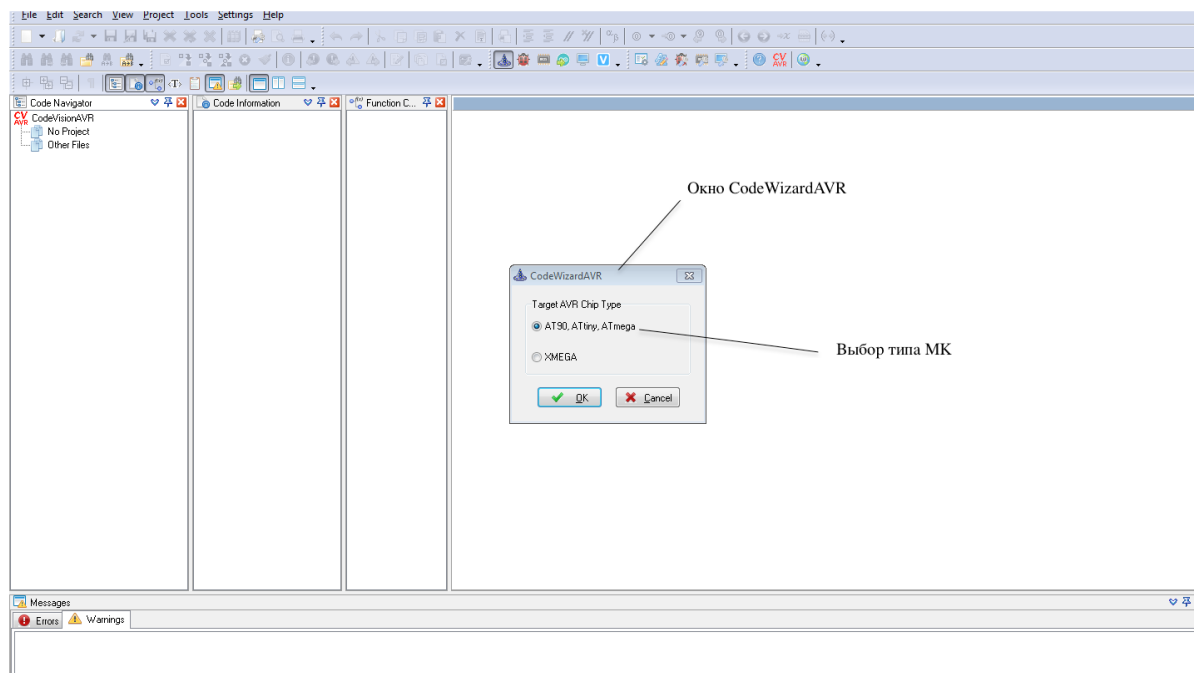 File Edit Search View Project Tools Settings Help
Code Navigator
Code Information
Function C...
CodeVisionAVR
No Project
Other Files
Окно CodeWizardAVR
CodeWizardAVR
Target AVR Chip Type
AT90, ATtiny, ATmega
Выбор типа МК
XMEGA
OK
Cancel
Messages
Errors
Warnings